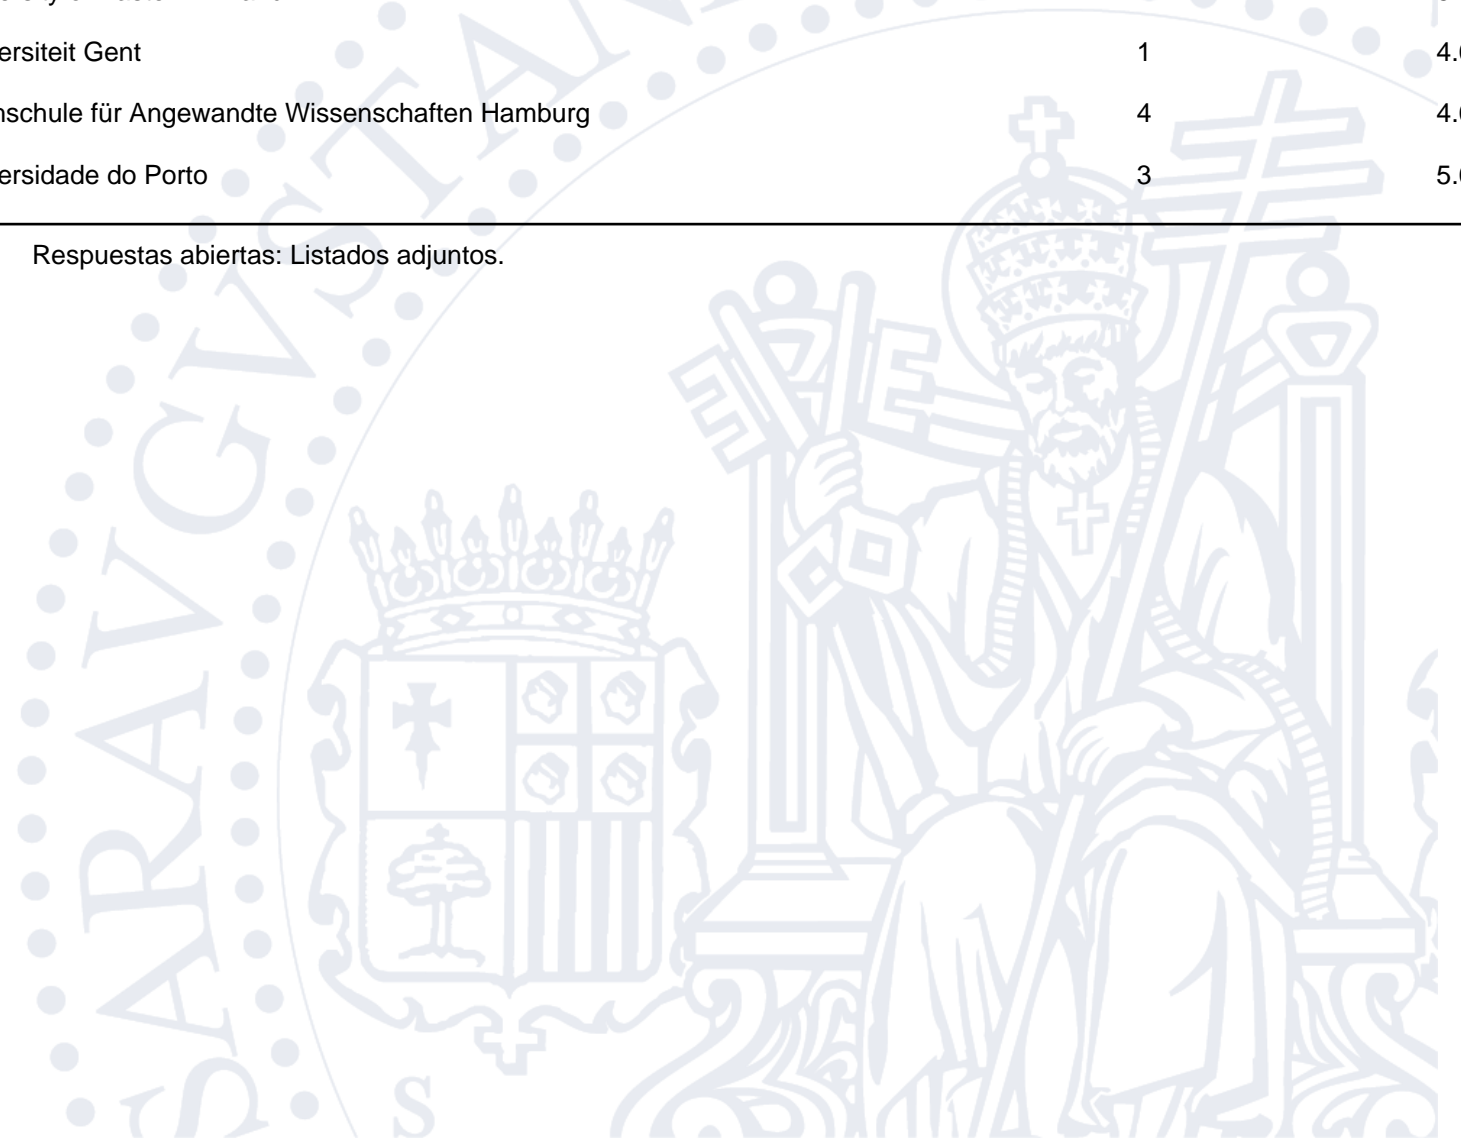 ersiteit Gent 1 4.
nschule für Angewandte Wissenschaften Hamburg 4 4.
ersidade do Porto 3 5.
Respuestas abiertas: Listados adjuntos.
SARAVGVSTAN
S